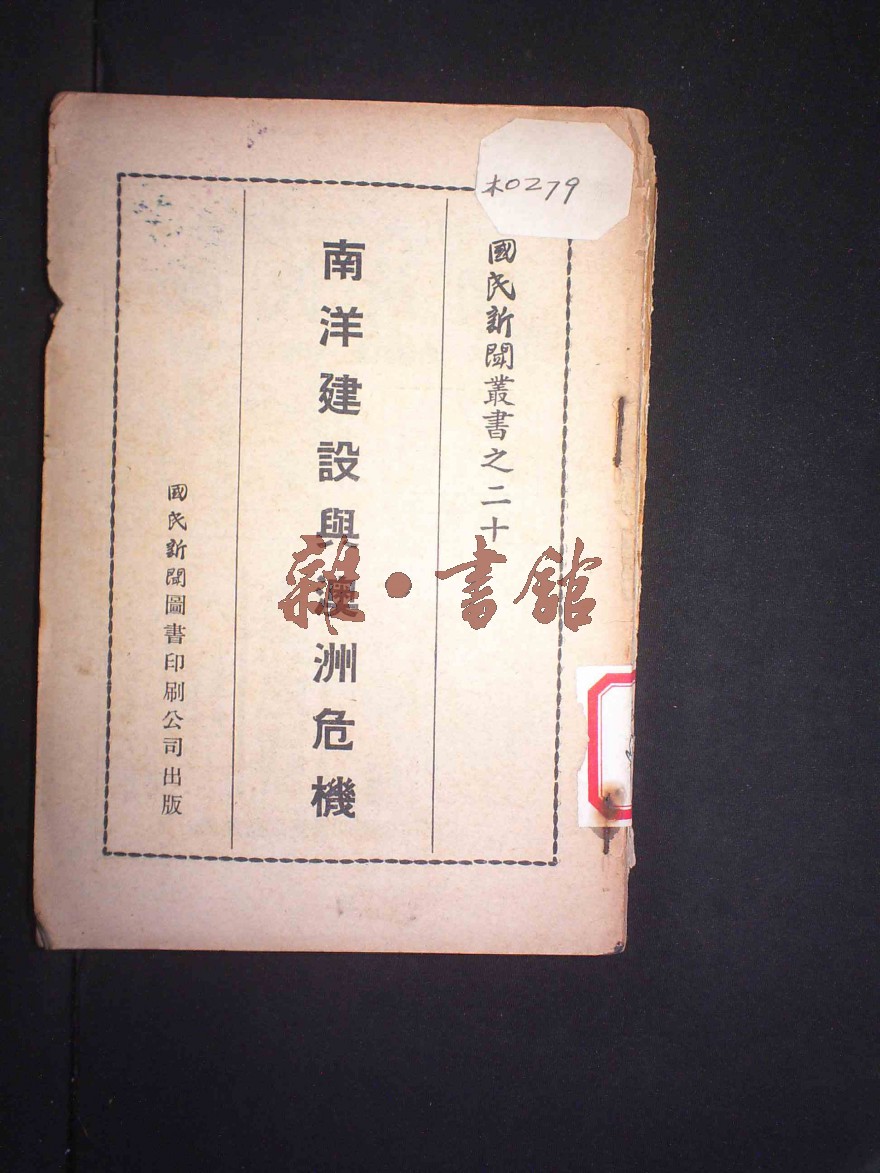 木0279
國民新聞叢書之二十
南洋建設與澳洲危機
國民新聞圖書印刷公司出版
雜·書館